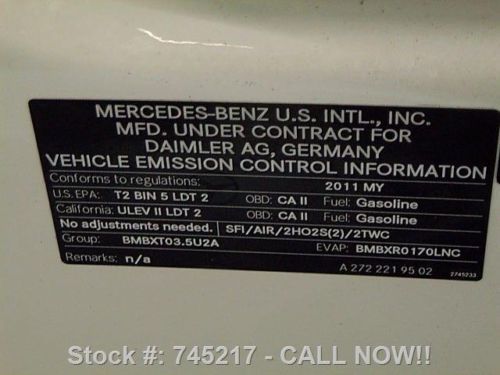 MERCEDES-BENZ U.S. INTL., INC.
MFD. UNDER CONTRACT FOR
DAIMLER AG, GERMANY
VEHICLE EMISSION CONTROL INFORMATION
Conforms to regulations: 2011 MY
U.S. EPA: T2 BIN 5 LDT 2 OBD: CA II Fuel: Gasoline
California: ULEV II LDT 2 OBD: CA II Fuel: Gasoline
No adjustments needed. SFI/AIR/2HO2S(2)/2TWC
Group: BMBXT03.5U2A EVAP: BMBXR0170LNC
Remarks: n/a A 272 221 95 02 2745233
Stock #: 745217 - CALL NOW!!